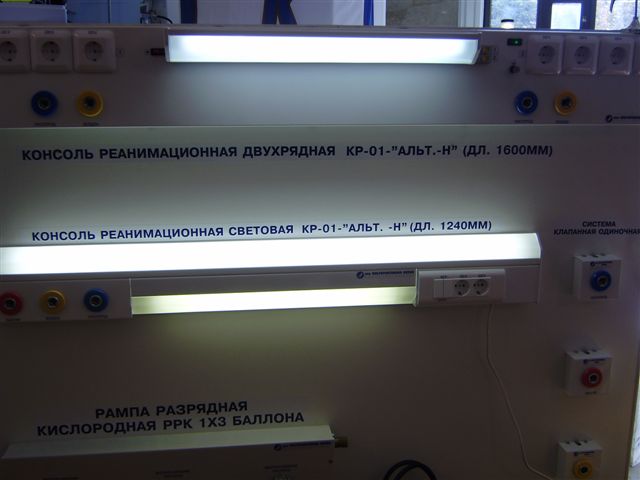 КОНСОЛЬ РЕАНИМАЦИОННАЯ ДВУХРЯДНАЯ КР-01-"АЛЬТ.-Н" (ДЛ. 1600ММ)
КОНСОЛЬ РЕАНИМАЦИОННАЯ СВЕТОВАЯ КР-01-"АЛЬТ. -Н" (ДЛ. 1240ММ)
СИСТЕМА
КЛАПАННАЯ ОДИНОЧНАЯ
РАМПА РАЗРЯДНАЯ
КИСЛОРОДНАЯ РРК 1Х3 БАЛЛОНА